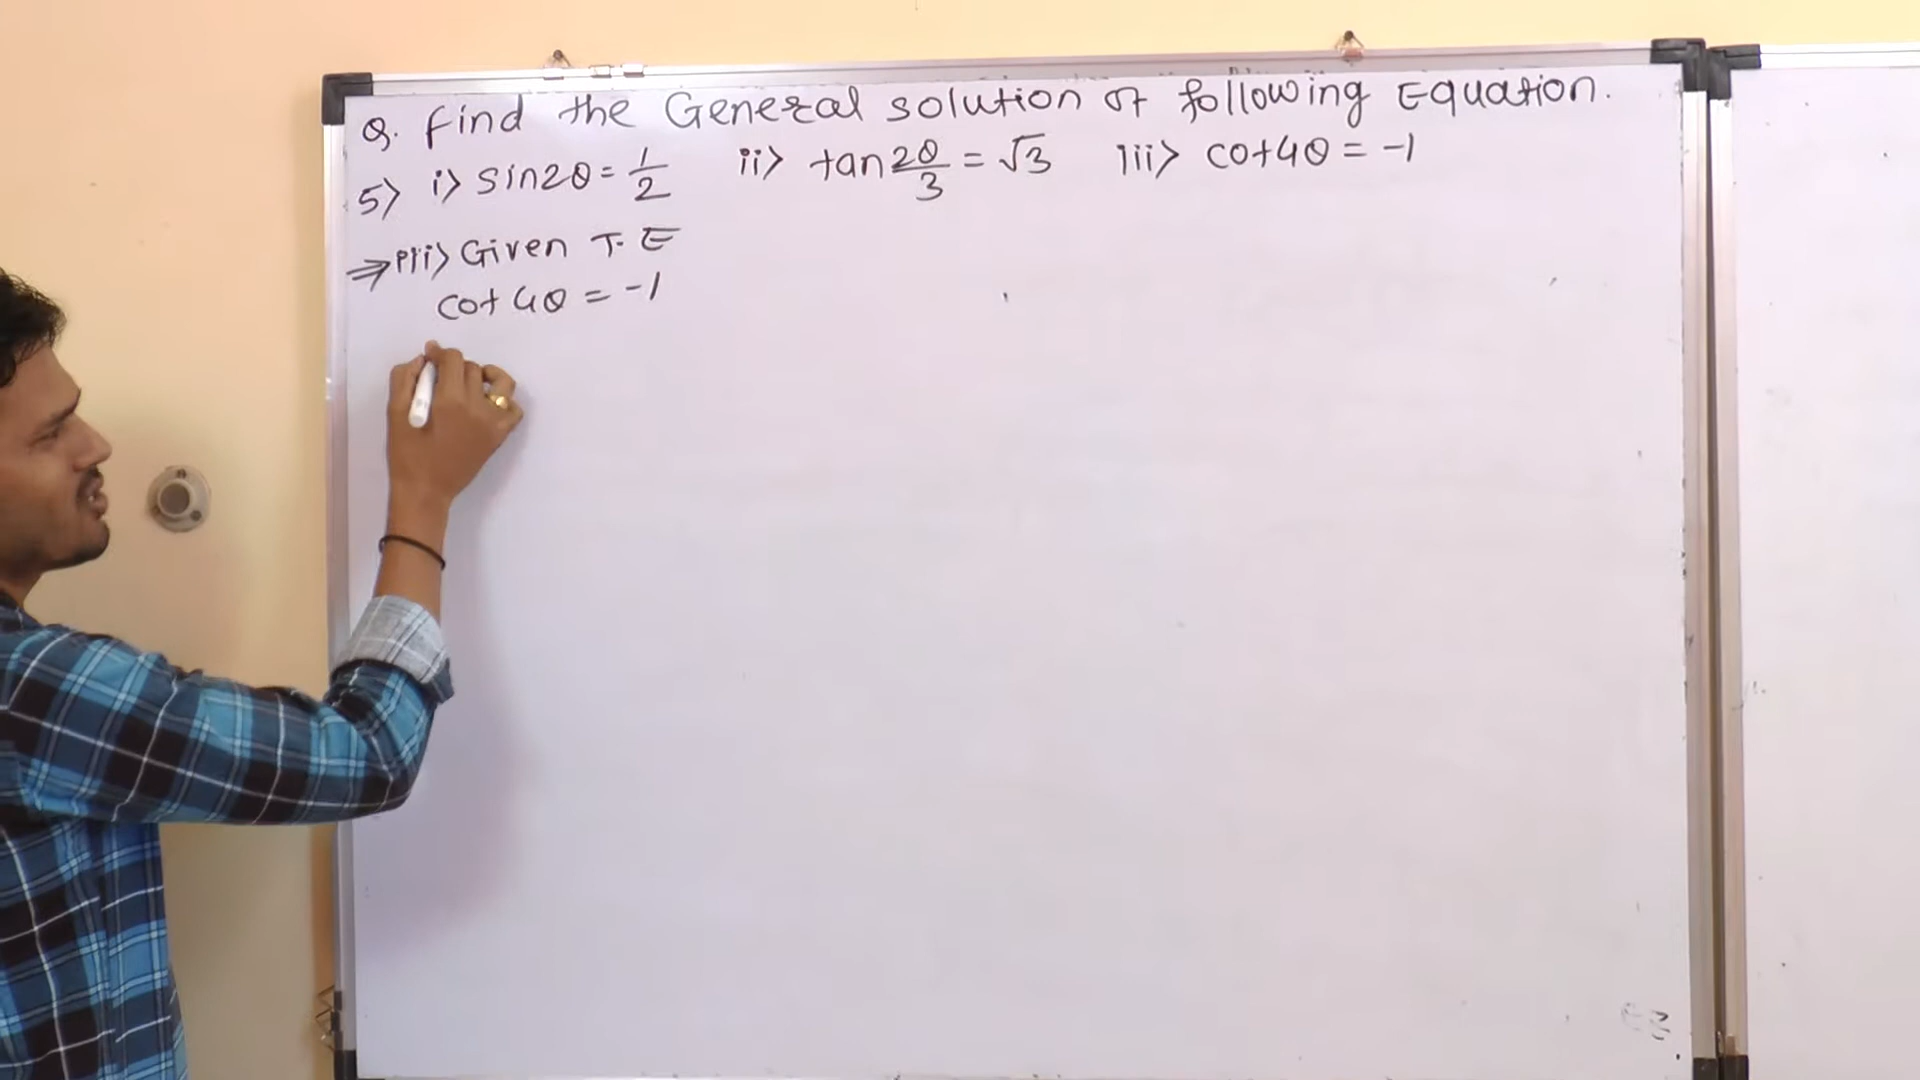 Q. Find the General solution of following Equation.
5) i) sin2θ = 1/2 ii) tan 2θ/3 = √3 iii) cot4θ = -1
⇒ iii) Given T. E
cot 4θ = -1